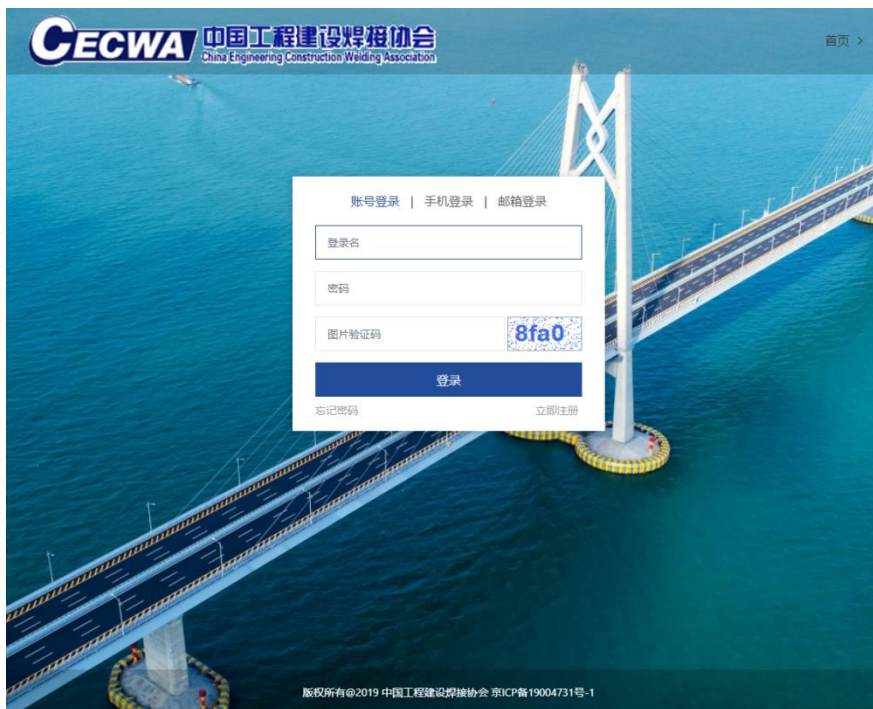 CECWA 中国工程建设焊接协会
China Engineering Construction Welding Association
首页 >
账号登录 | 手机登录 | 邮箱登录
登录名
密码
图片验证码 8fa0
登录
忘记密码 立即注册
版权所有@2019 中国工程建设焊接协会 京ICP备19004731号-1